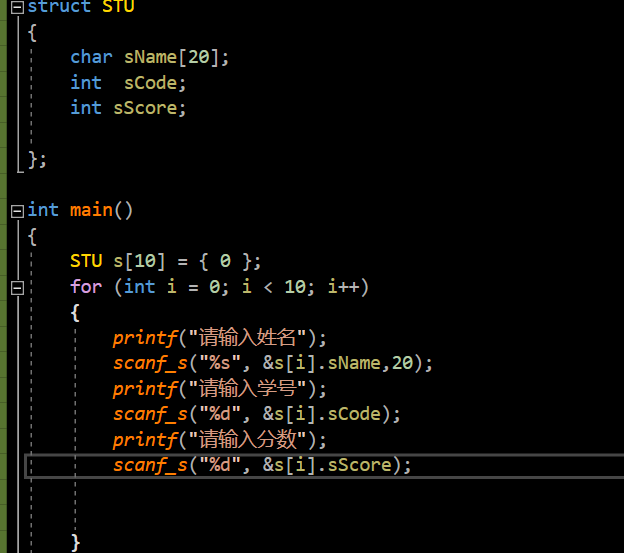 struct STU
{
char sName[20];
int sCode;
int sScore;
};
int main()
{
STU s[10] = { 0 };
for (int i = 0; i < 10; i++)
{
printf("请输入姓名");
scanf_s("%s", &s[i].sName,20);
printf("请输入学号");
scanf_s("%d", &s[i].sCode);
printf("请输入分数");
scanf_s("%d", &s[i].sScore);
}